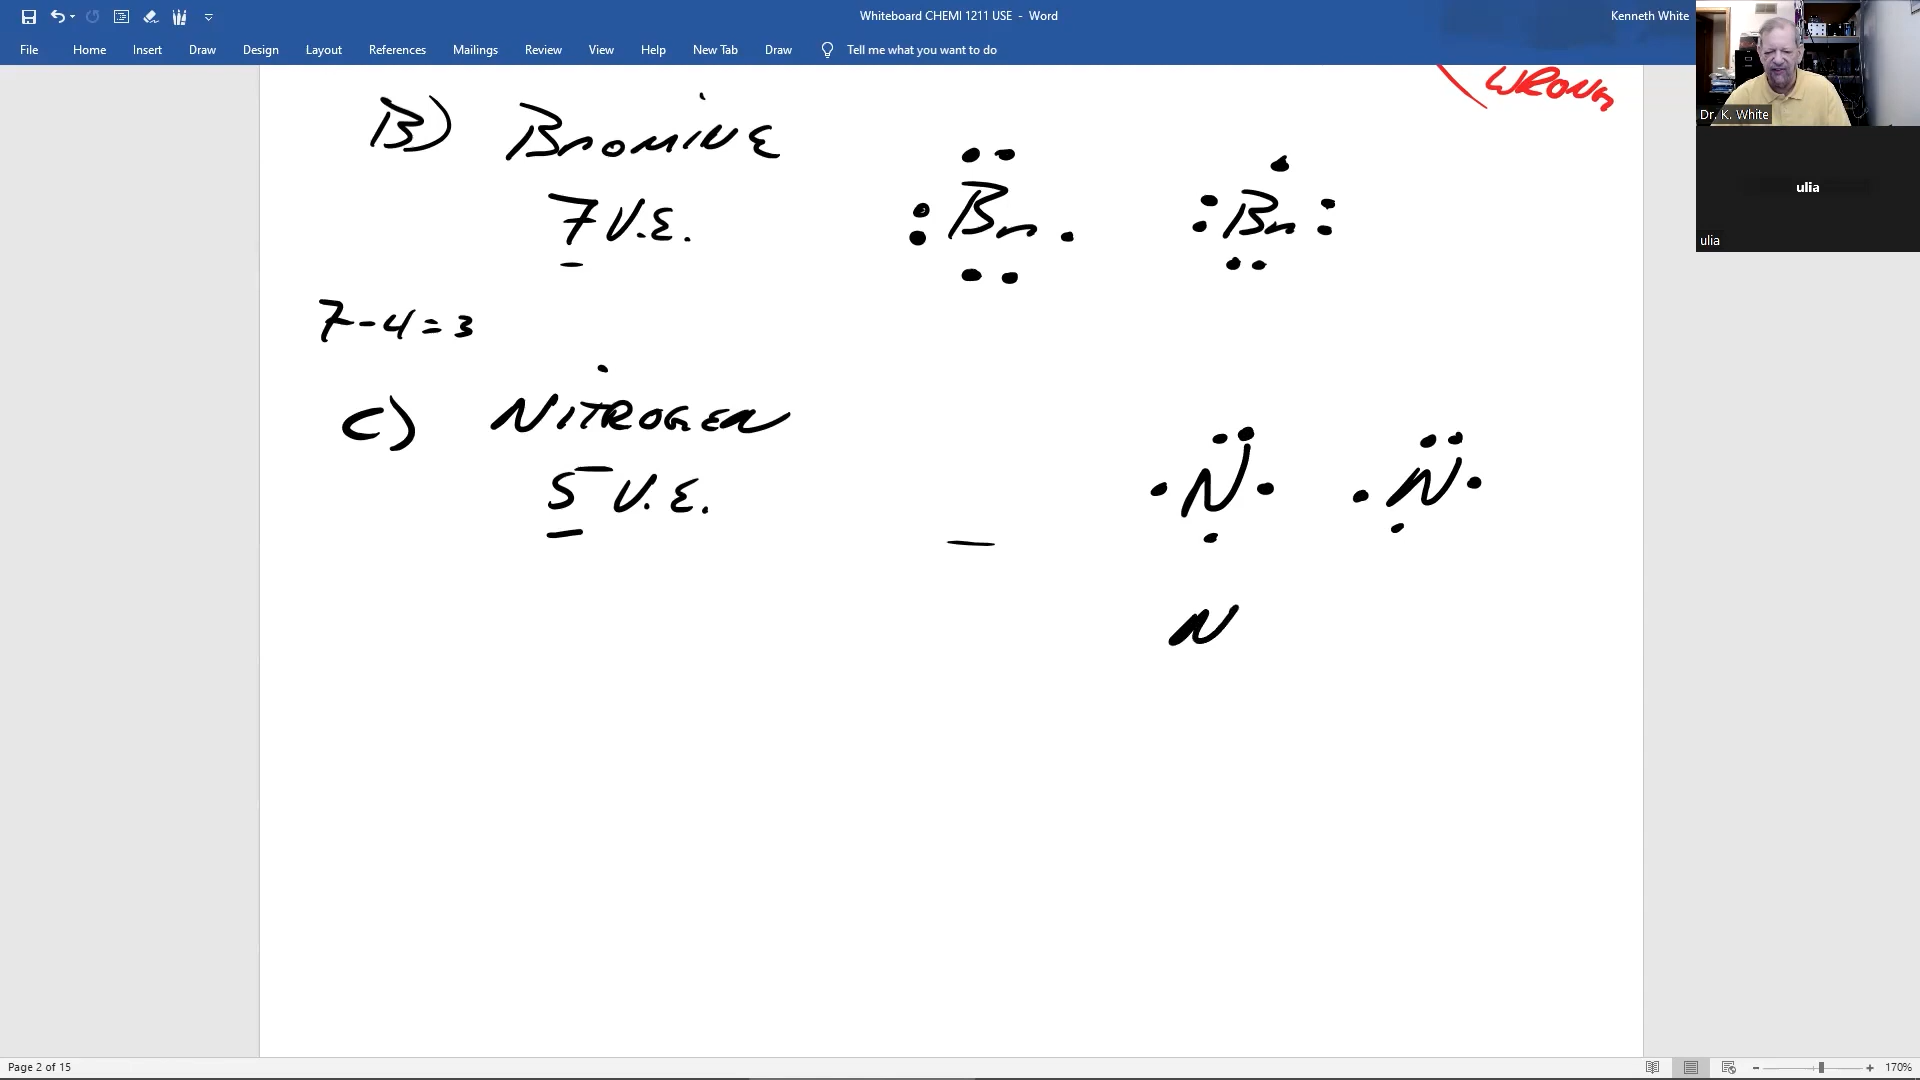 Whiteboard CHEMI 1211 USE - Word
Kenneth White
File Home Insert Draw Design Layout References Mailings Review View Help New Tab Draw Tell me what you want to do
WRONG
Dr. K. White
ulia
ulia
B) BROMINE
7 V.E.
Br Br
7-4=3
C) NITROGEN
5 V.E.
N N
N
Page 2 of 15
170%